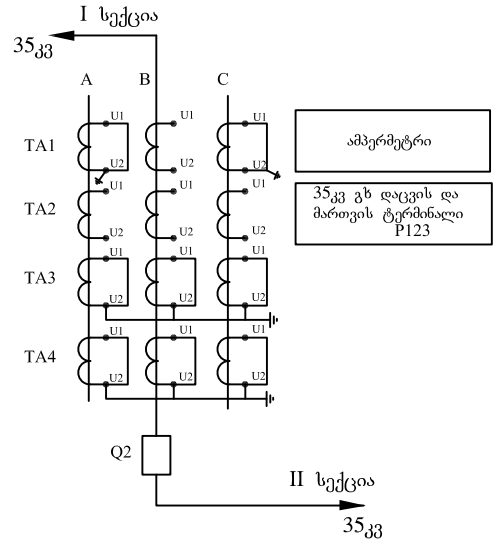 I სექცია
35კვ
A B C
U1 U1 U1
TA1
ამპერმეტრი
U2 U2 U2
U1 U1 U1
35კვ გხ დაცვის და
მართვის ტერმინალი
P123
TA2
U2 U2 U2
U1 U1 U1
TA3
U2 U2 U2
U1 U1 U1
TA4
U2 U2 U2
Q2
II სექცია
35კვ